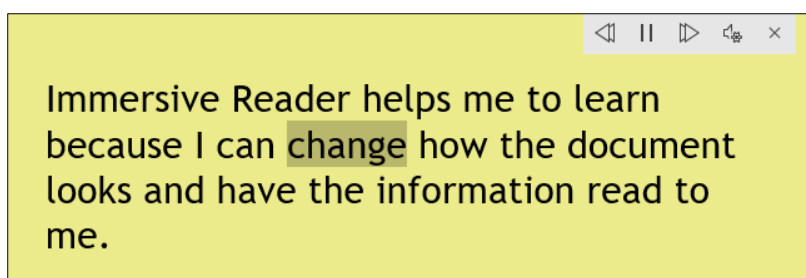 Immersive Reader helps me to learn
because I can change how the document
looks and have the information read to
me.